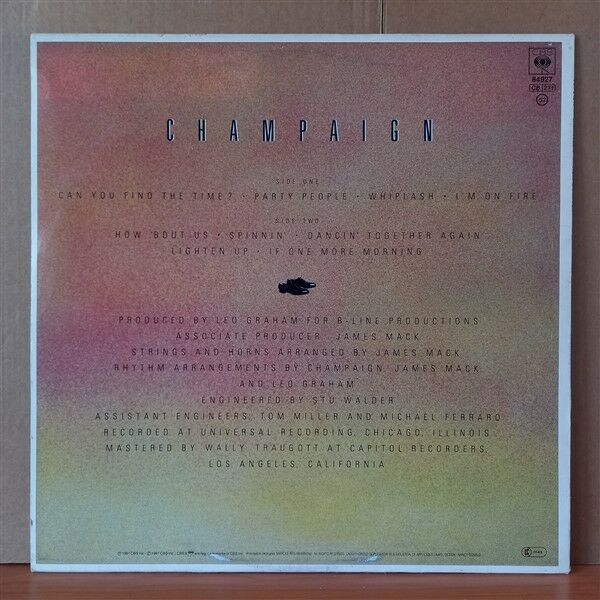 CBS
84927
CB 271
CHAMPAIGN
SIDE ONE
CAN YOU FIND THE TIME? • PARTY PEOPLE • WHIPLASH • I'M ON FIRE
SIDE TWO
HOW 'BOUT US • SPINNIN' • DANCIN' TOGETHER AGAIN
LIGHTEN UP • IF ONE MORE MORNING
PRODUCED BY LEO GRAHAM FOR B-LINE PRODUCTIONS
ASSOCIATE PRODUCER: JAMES MACK
STRINGS AND HORNS ARRANGED BY JAMES MACK
RHYTHM ARRANGEMENTS BY CHAMPAIGN, JAMES MACK
AND LEO GRAHAM
ENGINEERED BY STU WALDER
ASSISTANT ENGINEERS, TOM MILLER AND MICHAEL FERRARO
RECORDED AT UNIVERSAL RECORDING, CHICAGO, ILLINOIS
MASTERED BY WALLY TRAUGOTT AT CAPITOL RECORDERS,
LOS ANGELES, CALIFORNIA